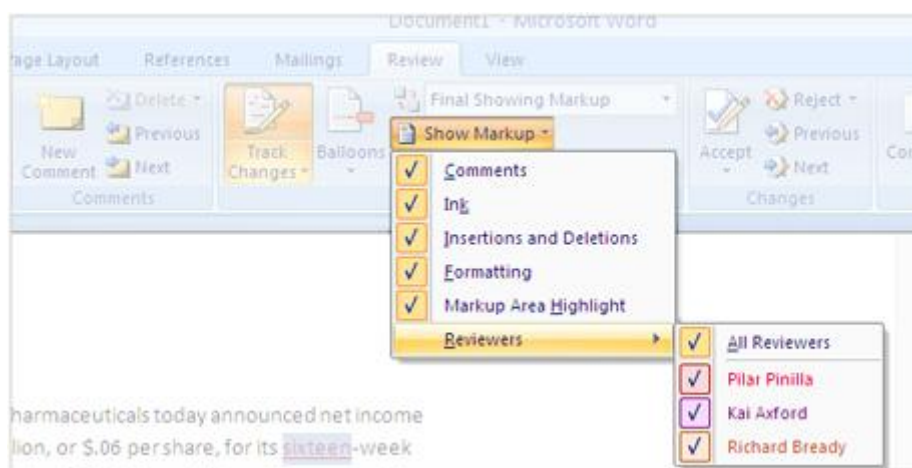 Document1 - Microsoft Word
Page Layout References Mailings Review View
New Comment
Delete
Previous
Next
Comments
Track Changes
Balloons
Final Showing Markup
Show Markup
Comments
Ink
Insertions and Deletions
Formatting
Markup Area Highlight
Reviewers
All Reviewers
Pilar Pinilla
Kai Axford
Richard Bready
Accept
Reject
Previous
Next
Changes
harmaceuticals today announced net income
lion, or $.06 per share, for its sixteen-week